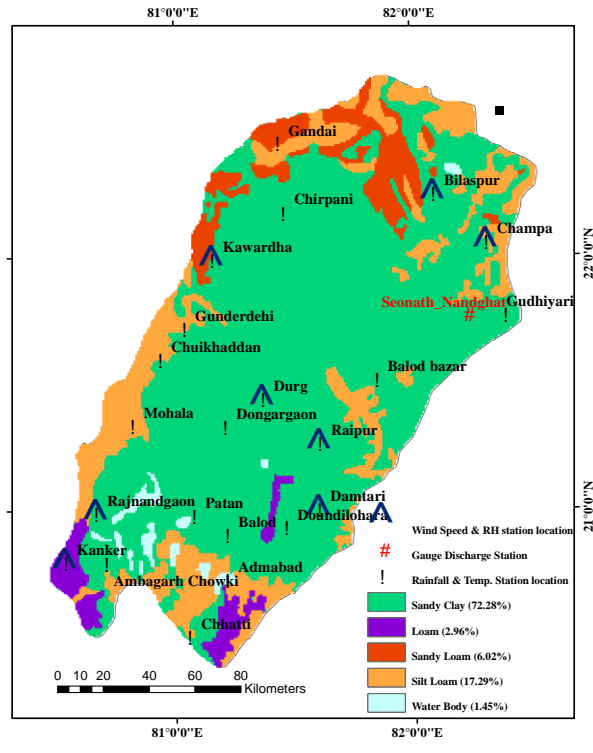 81°0'0"E 82°0'0"E
Gandai
Bilaspur
Chirpani
Champa
Kawardha
22°0'0"N
Seonath_Nandghat
Gudhiyari
Gunderdehi
Chuikhaddan
Balod bazar
Durg
Dongargaon
Mohala
Raipur
Rajnandgaon
Damtari
Patan
Doundilohara
21°0'0"N
Balod
Wind Speed & RH station location
Kanker
Gauge Discharge Station
Admabad
Ambagarh Chowki
Rainfall & Temp. Station location
Sandy Clay (72.28%)
Chhatti
Loam (2.96%)
Sandy Loam (6.02%)
Silt Loam (17.29%)
0 10 20 40 60 80
Kilometers
Water Body (1.45%)
81°0'0"E 82°0'0"E